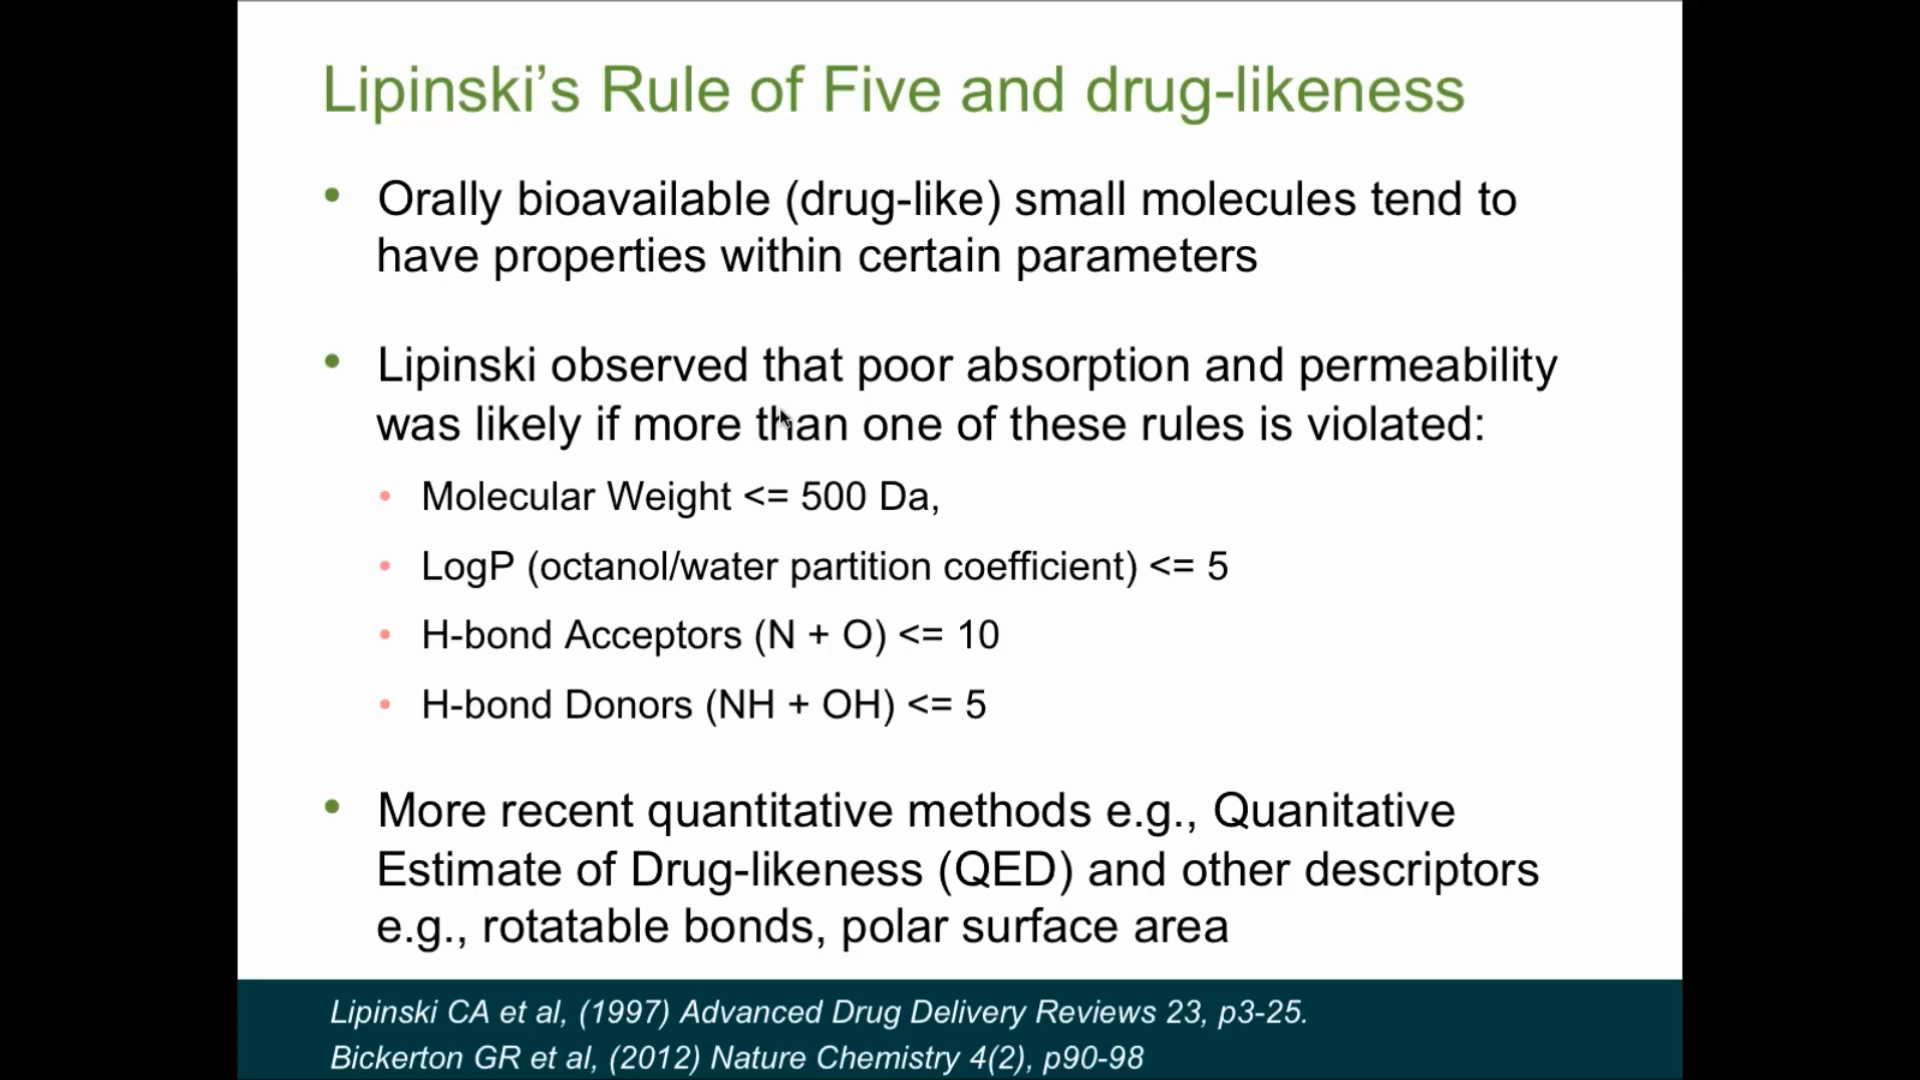 Lipinski’s Rule of Five and drug-likeness
• Orally bioavailable (drug-like) small molecules tend to
have properties within certain parameters
• Lipinski observed that poor absorption and permeability
was likely if more than one of these rules is violated:
• Molecular Weight <= 500 Da,
• LogP (octanol/water partition coefficient) <= 5
• H-bond Acceptors (N + O) <= 10
• H-bond Donors (NH + OH) <= 5
• More recent quantitative methods e.g., Quanitative
Estimate of Drug-likeness (QED) and other descriptors
e.g., rotatable bonds, polar surface area
Lipinski CA et al, (1997) Advanced Drug Delivery Reviews 23, p3-25.
Bickerton GR et al, (2012) Nature Chemistry 4(2), p90-98